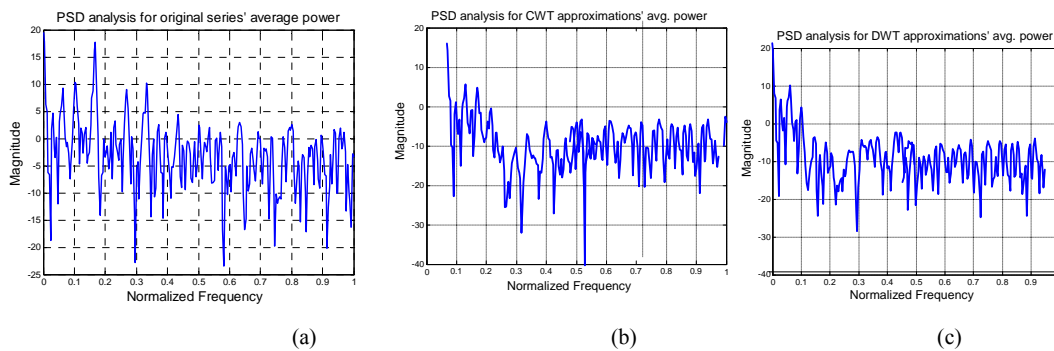 PSD analysis for original series' average power
20
15
10
5
0
-5
-10
-15
-20
-25
Magnitude
0 0.1 0.2 0.3 0.4 0.5 0.6 0.7 0.8 0.9 1
Normalized Frequency
(a)
PSD analysis for CWT approximations' avg. power
20
10
0
-10
-20
-30
-40
Magnitude
0 0.1 0.2 0.3 0.4 0.5 0.6 0.7 0.8 0.9 1
Normalized Frequency
(b)
PSD analysis for DWT approximations' avg. power
20
10
0
-10
-20
-30
-40
Magnitude
0 0.1 0.2 0.3 0.4 0.5 0.6 0.7 0.8 0.9
Normalized Frequency
(c)